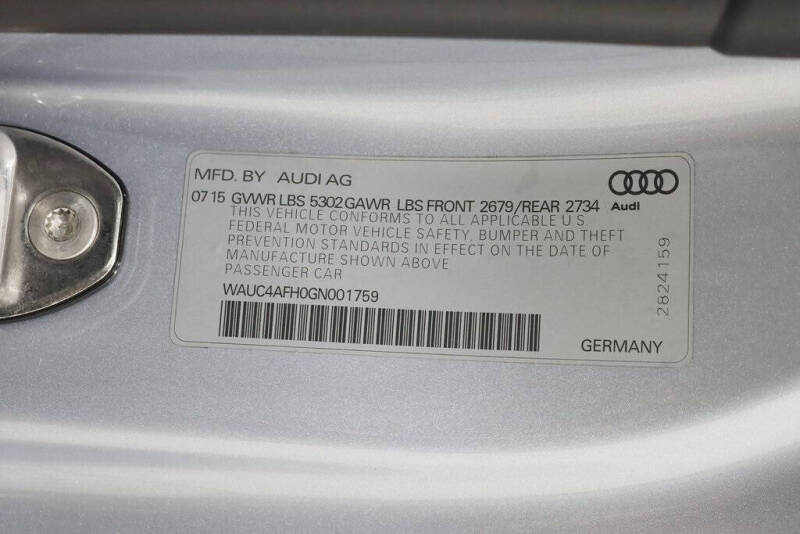 MFD. BY AUDI AG
Audi
07 15 GVWR LBS 5302 GAWR LBS FRONT 2679/REAR 2734
THIS VEHICLE CONFORMS TO ALL APPLICABLE U S
FEDERAL MOTOR VEHICLE SAFETY, BUMPER AND THEFT
PREVENTION STANDARDS IN EFFECT ON THE DATE OF
MANUFACTURE SHOWN ABOVE
PASSENGER CAR
WAUC4AFH0GN001759
GERMANY
2824159